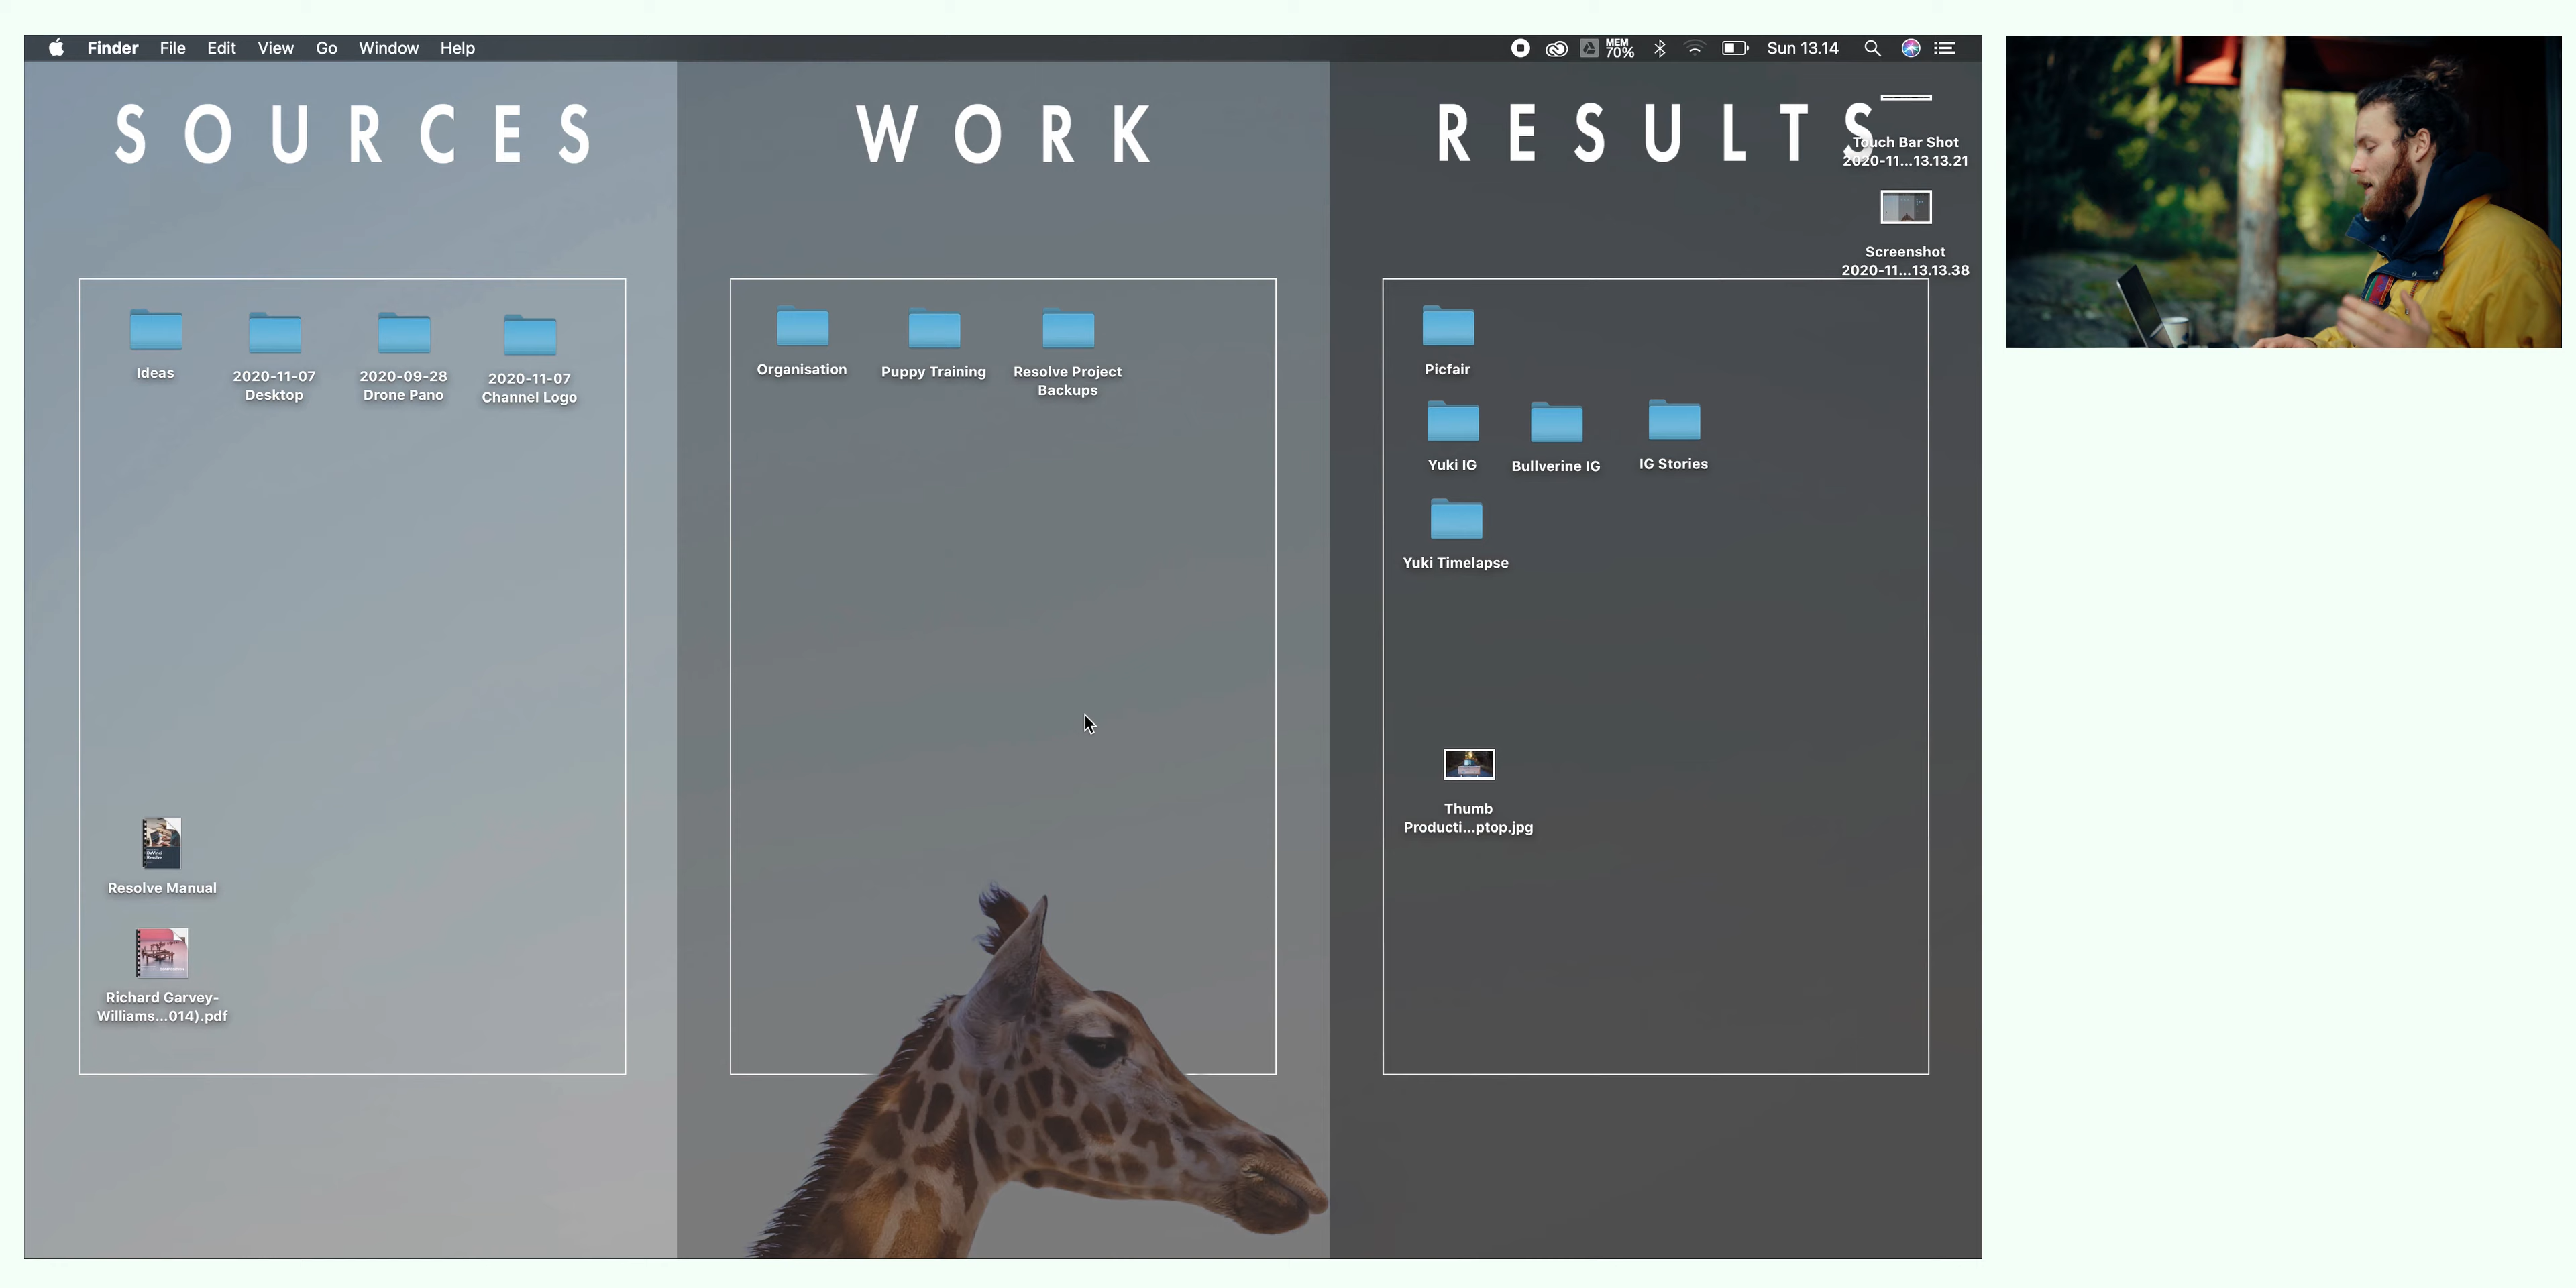 Finder File Edit View Go Window Help MEM 70% Sun 13.14
SOURCES
WORK
RESULTS
Touch Bar Shot
2020-11...13.13.21
Screenshot
2020-11...13.13.38
Ideas
2020-11-07
Desktop
2020-09-28
Drone Pano
2020-11-07
Channel Logo
Resolve Manual
Richard Garvey-
Williams...014).pdf
Organisation
Puppy Training
Resolve Project
Backups
Picfair
Yuki IG
Bullverine IG
IG Stories
Yuki Timelapse
Thumb
Producti...ptop.jpg